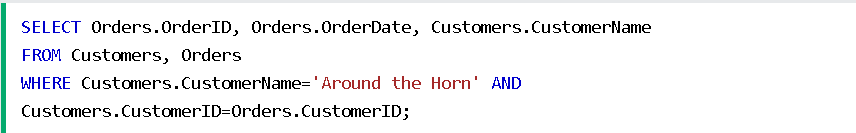 SELECT Orders.OrderID, Orders.OrderDate, Customers.CustomerName
FROM Customers, Orders
WHERE Customers.CustomerName='Around the Horn' AND
Customers.CustomerID=Orders.CustomerID;